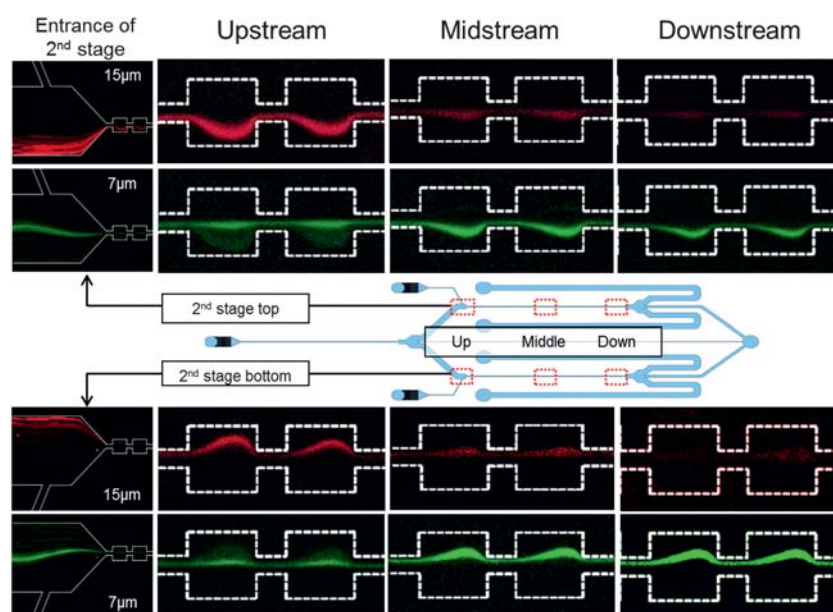 Entrance of
2nd stage
Upstream
Midstream
Downstream
15μm
7μm
2nd stage top
Up
Middle
Down
2nd stage bottom
15μm
7μm